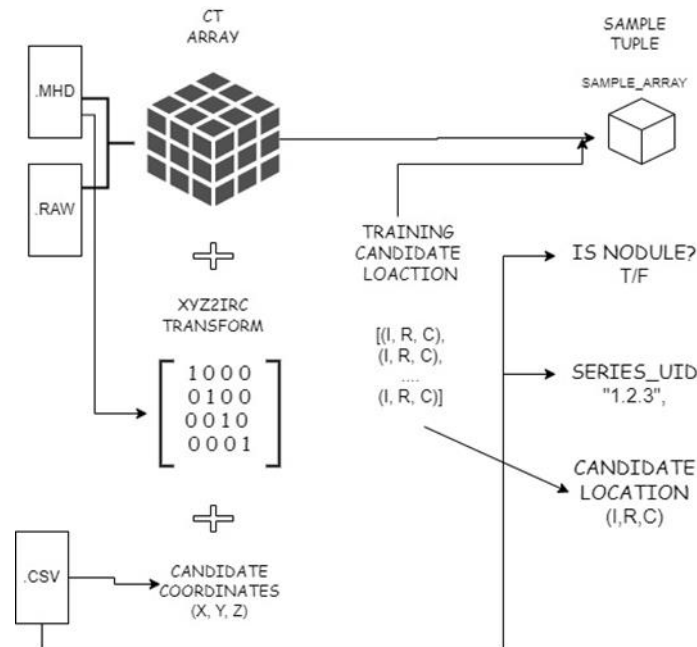 CT
ARRAY
SAMPLE
TUPLE
SAMPLE_ARRAY
.MHD
.RAW
TRAINING
CANDIDATE
LOACTION
IS NODULE?
T/F
XYZ2IRC
TRANSFORM
[(I, R, C),
(I, R, C),
....
(I, R, C)]
1 0 0 0
0 1 0 0
0 0 1 0
0 0 0 1
SERIES_UID
"1.2.3",
CANDIDATE
LOCATION
(I,R,C)
.CSV
CANDIDATE
COORDINATES
(X, Y, Z)